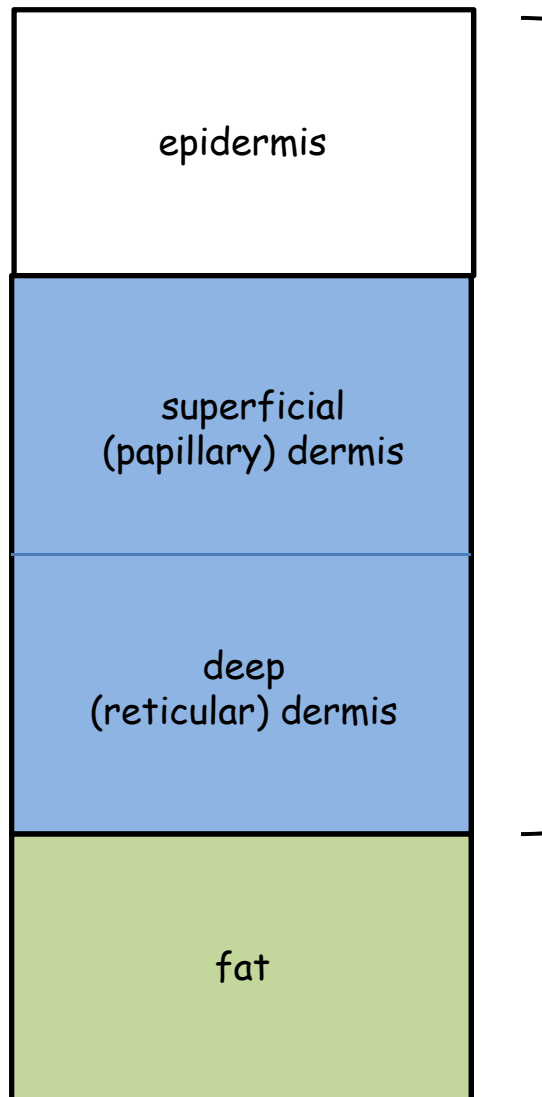 epidermis
superficial
(papillary) dermis
deep
(reticular) dermis
fat